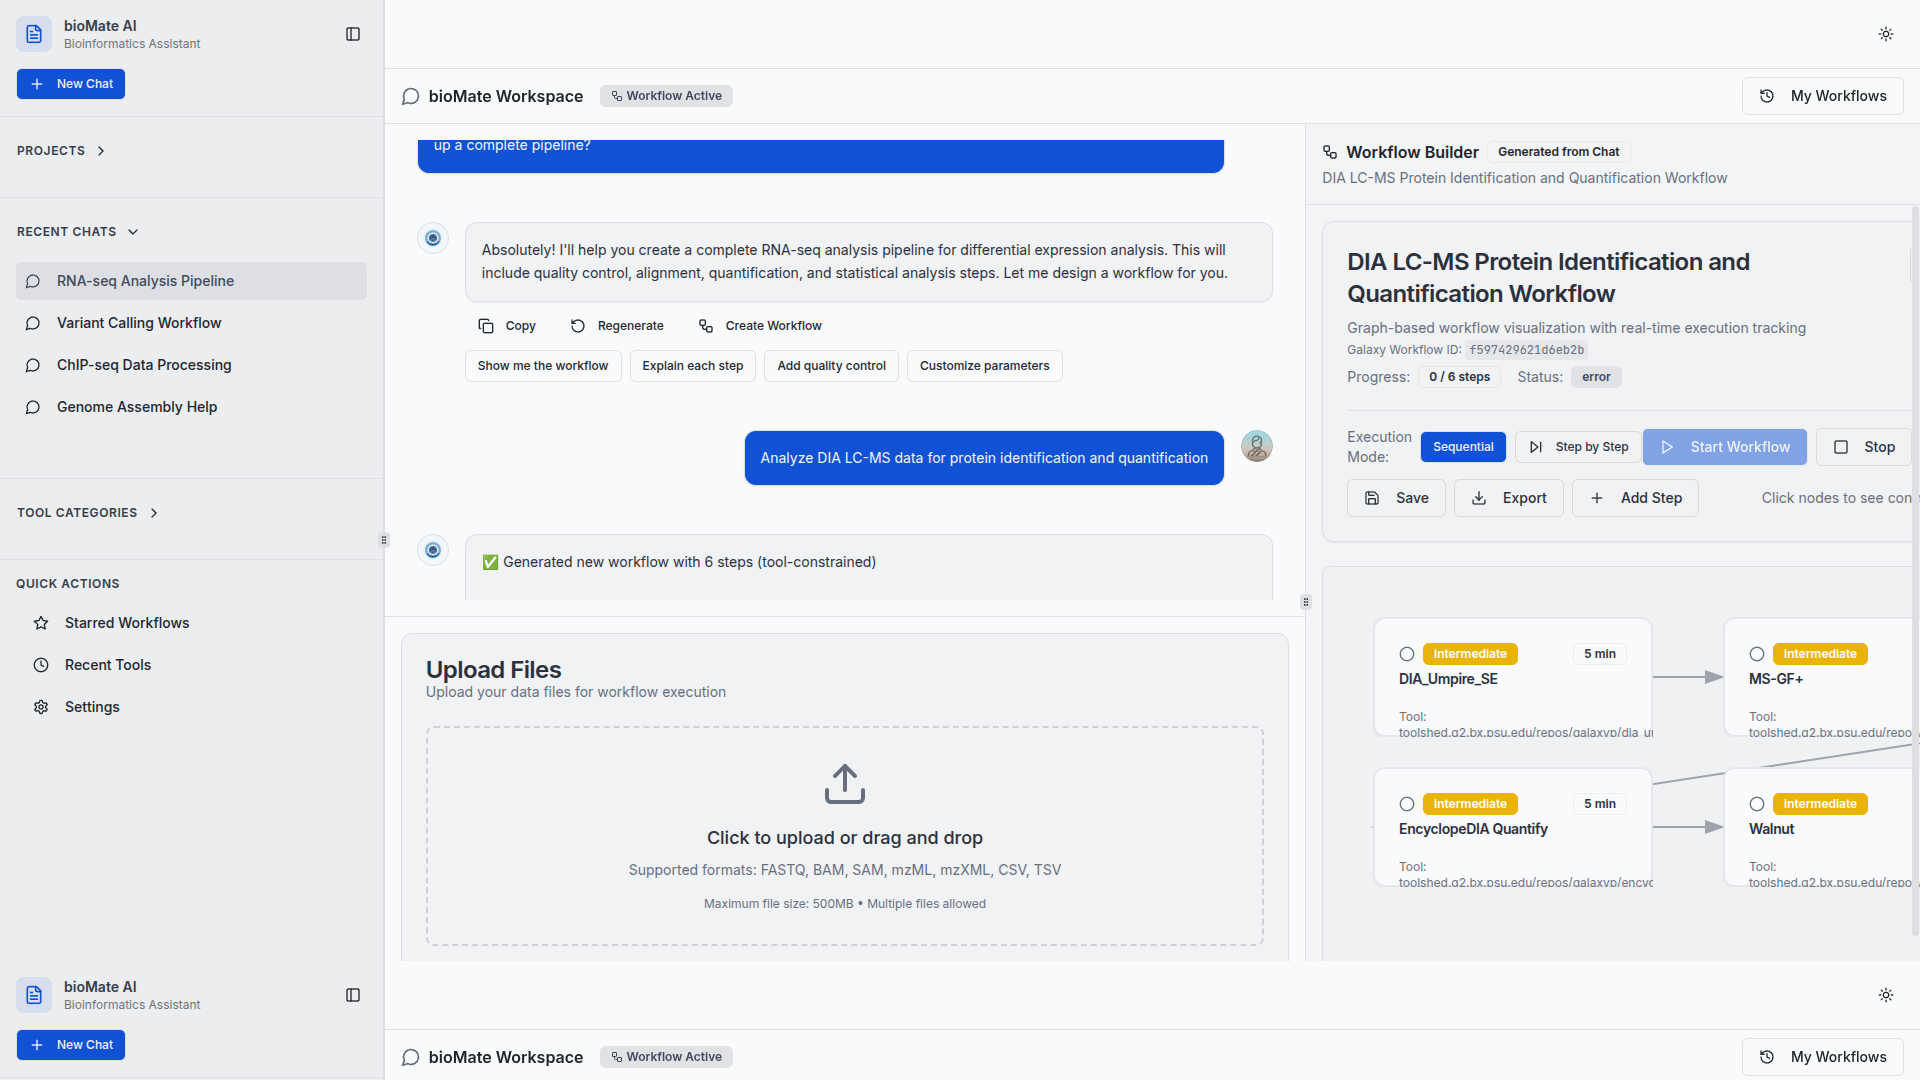 bioMate AI
Bioinformatics Assistant
New Chat
PROJECTS
RECENT CHATS
RNA-seq Analysis Pipeline
Variant Calling Workflow
ChIP-seq Data Processing
Genome Assembly Help
TOOL CATEGORIES
QUICK ACTIONS
Starred Workflows
Recent Tools
Settings
bioMate AI
Bioinformatics Assistant
New Chat
bioMate Workspace
Workflow Active
My Workflows
up a complete pipeline?
Absolutely! I'll help you create a complete RNA-seq analysis pipeline for differential expression analysis. This will
include quality control, alignment, quantification, and statistical analysis steps. Let me design a workflow for you.
Copy
Regenerate
Create Workflow
Show me the workflow
Explain each step
Add quality control
Customize parameters
Analyze DIA LC-MS data for protein identification and quantification
✅ Generated new workflow with 6 steps (tool-constrained)
Upload Files
Upload your data files for workflow execution
Click to upload or drag and drop
Supported formats: FASTQ, BAM, SAM, mzML, mzXML, CSV, TSV
Maximum file size: 500MB • Multiple files allowed
Workflow Builder
Generated from Chat
DIA LC-MS Protein Identification and Quantification Workflow
DIA LC-MS Protein Identification and
Quantification Workflow
Graph-based workflow visualization with real-time execution tracking
Galaxy Workflow ID: f597429621d6eb2b
Progress: 0 / 6 steps Status: error
Execution
Mode:
Sequential
Step by Step
Start Workflow
Stop
Save
Export
Add Step
Click nodes to see
intermediate
5 min
DIA_Umpire_SE
Tool:
toolshed.g2.bx.psu.edu/repos/galaxyp/dia_u
intermediate
MS-GF+
Tool:
toolshed.g2.bx.psu.edu/repo
intermediate
5 min
EncyclopeDIA Quantify
Tool:
toolshed.g2.bx.psu.edu/repos/galaxyp/encyc
intermediate
Walnut
Tool:
toolshed.g2.bx.psu.edu/repo
bioMate Workspace
Workflow Active
My Workflows